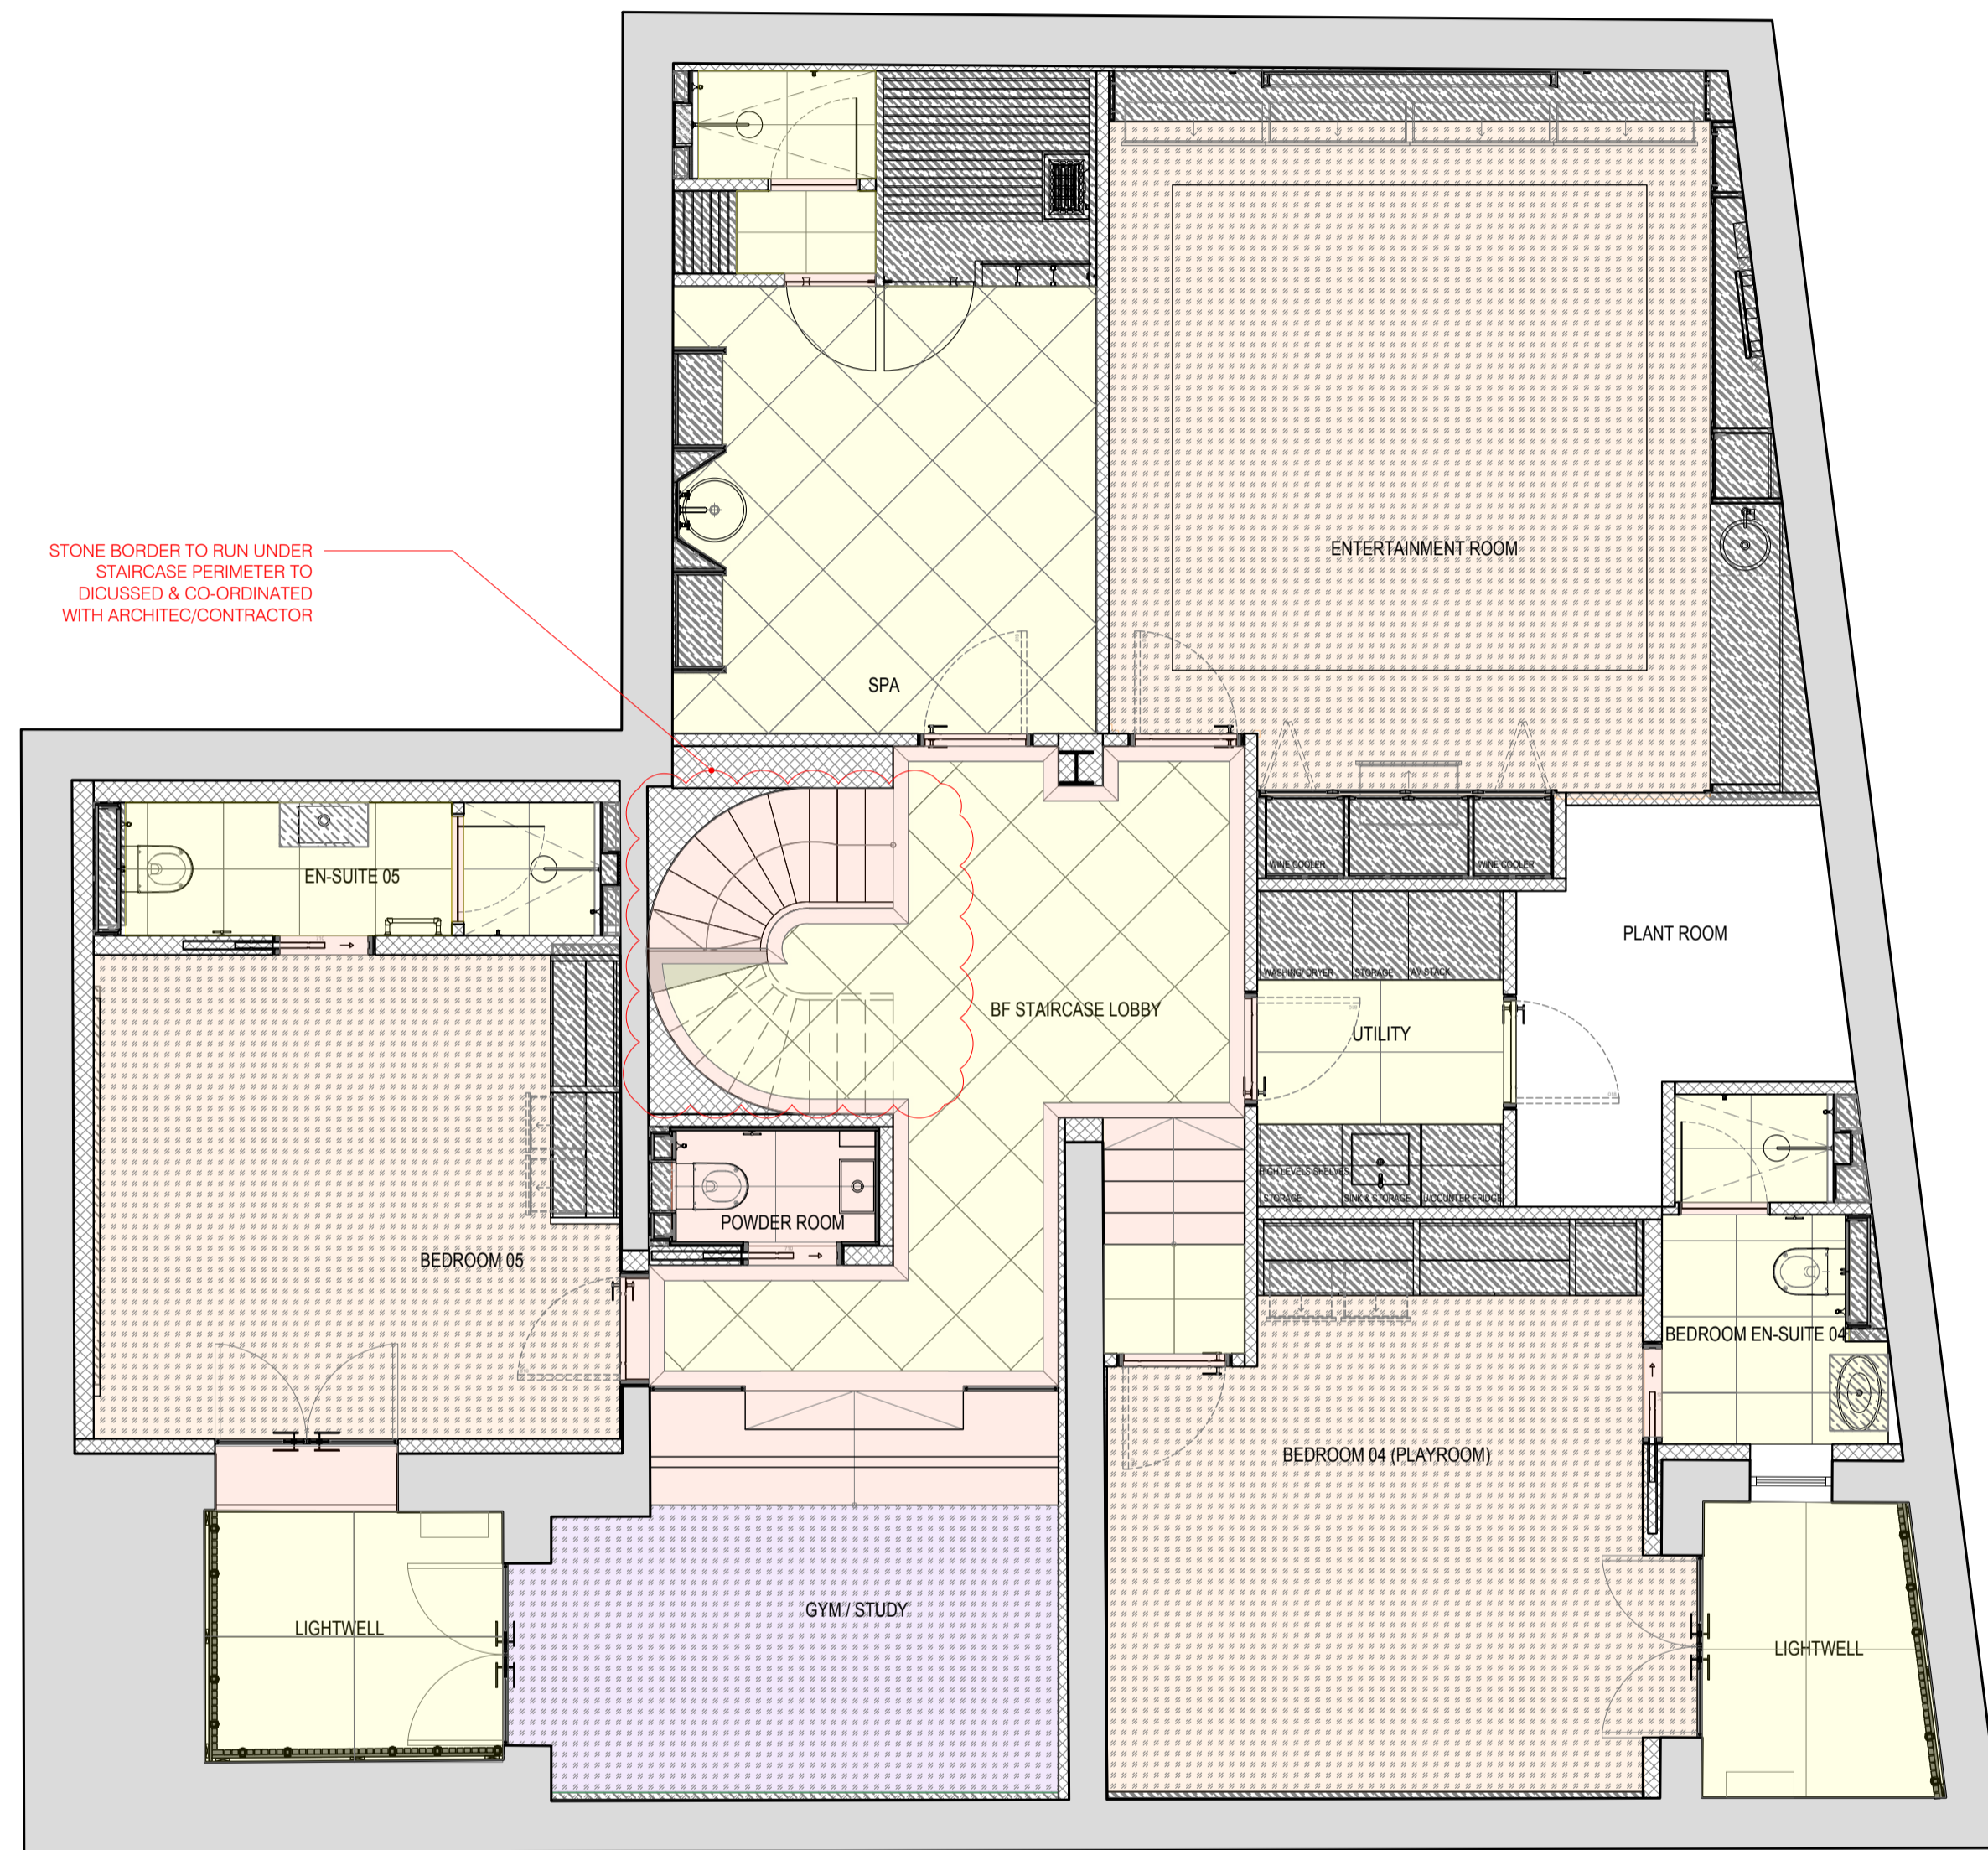 STONE BORDER TO RUN UNDER
STAIRCASE PERIMETER TO
DICUSSED & CO-ORDINATED
WITH ARCHITEC/CONTRACTOR
ENTERTAINMENT ROOM
SPA
WINE COOLER
WINE COOLER
EN-SUITE 05
PLANT ROOM
WASHING/ DRYER
STORAGE
AV STACK
BF STAIRCASE LOBBY
UTILITY
HIGH LEVELS SHELVES
STORAGE
SINK & STORAGE
U/COUNTER FRIDGE
POWDER ROOM
BEDROOM 05
BEDROOM EN-SUITE 04
BEDROOM 04 (PLAYROOM)
GYM / STUDY
LIGHTWELL
LIGHTWELL